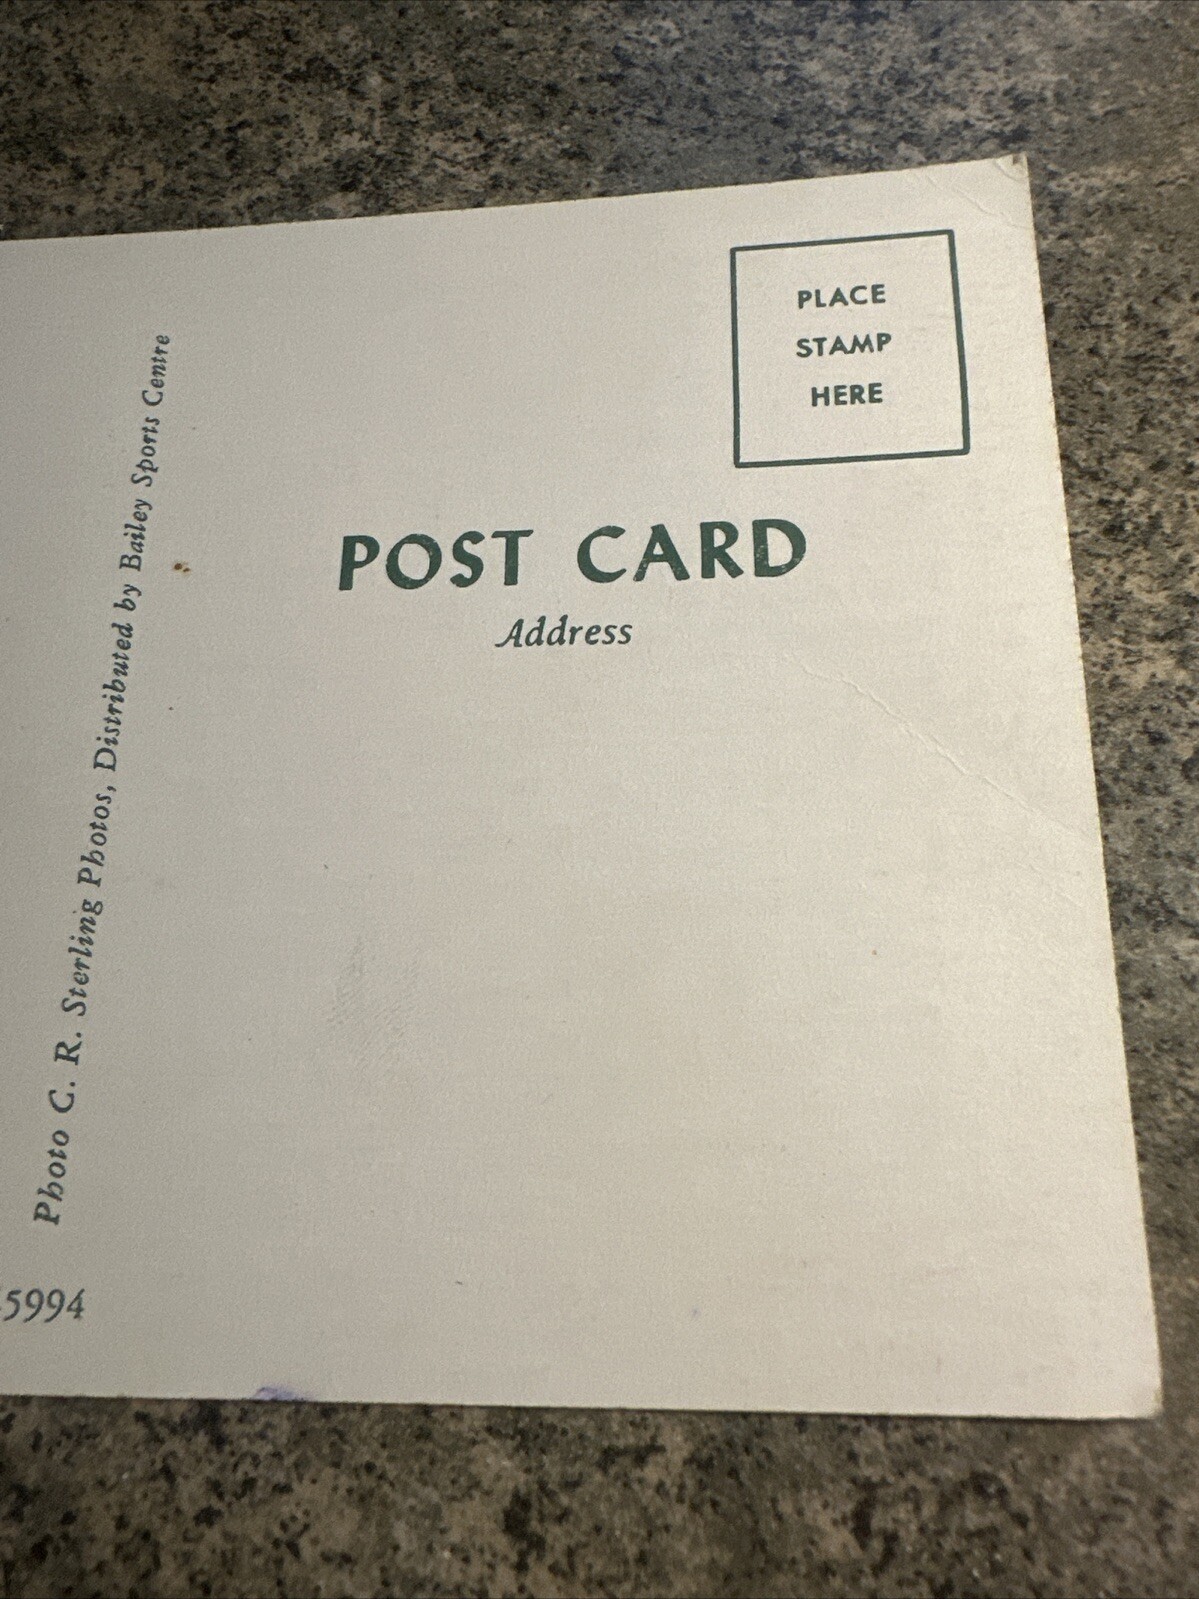 PLACE
STAMP
HERE
POST CARD
Address
Photo C. R. Sterling Photos, Distributed by Bailey Sports Centre
5994